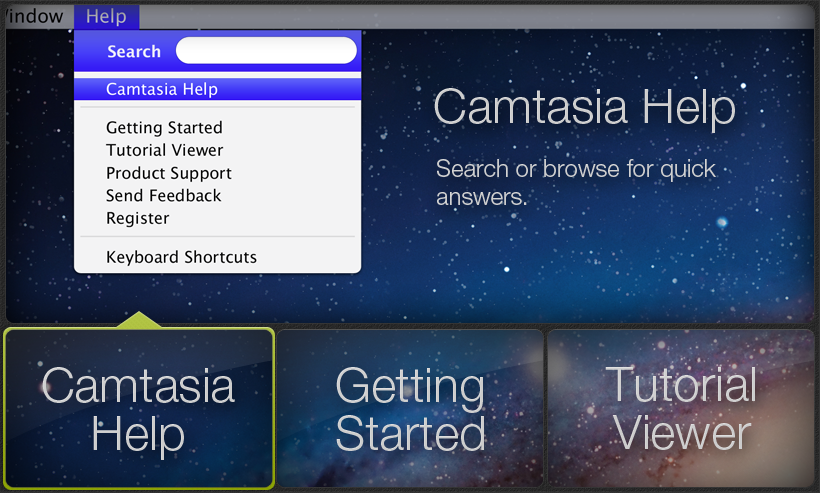 Help
Search
Camtasia Help
Getting Started
Tutorial Viewer
Product Support
Send Feedback
Register
Keyboard Shortcuts
Camtasia Help
Search or browse for quick
answers.
Camtasia
Help
Getting
Started
Tutorial
Viewer